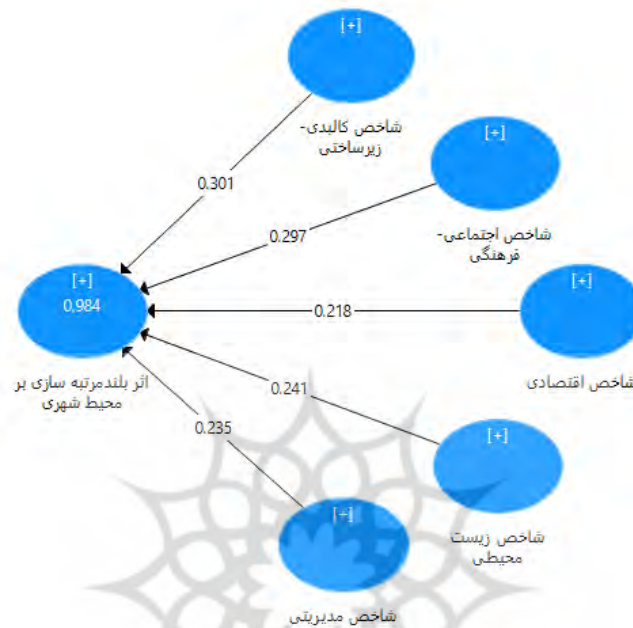 [+]
شاخص کالبدی-
زیرساختی
0.301
[+]
شاخص اجتماعی-
فرهنگی
0.297
[+]
0.984
اثر بلندمرتبه سازی بر
محیط شهری
[+]
شاخص اقتصادی
0.218
[+]
شاخص زیست
محیطی
0.241
[+]
شاخص مدیریتی
0.235